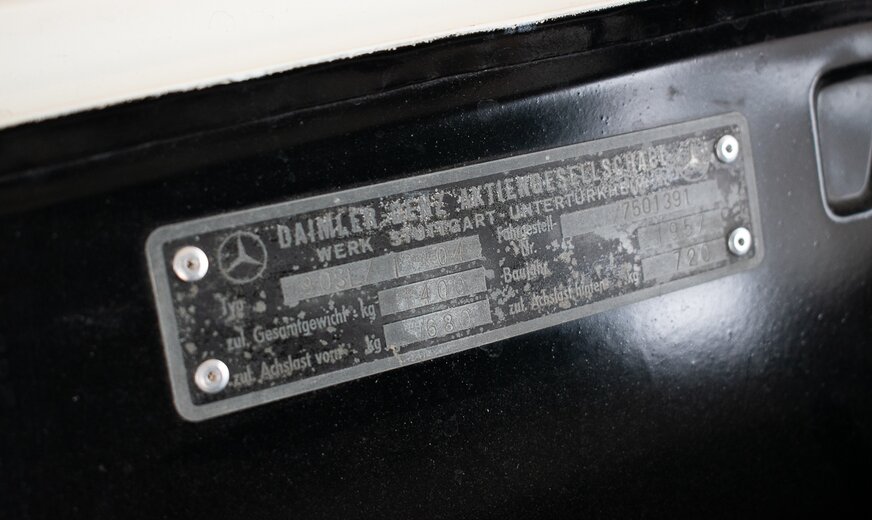 DAIMLER-BENZ AKTIENGESELLSCHAFT
WERK STUTTGART-UNTERTÜRKHEIM
Typ
Fahrgestell- Nr 7501391
zul. Gesamtgewicht kg 1400
Baujahr 1957
zul. Achslast vorn kg 680
zul. Achslast hinten kg 720